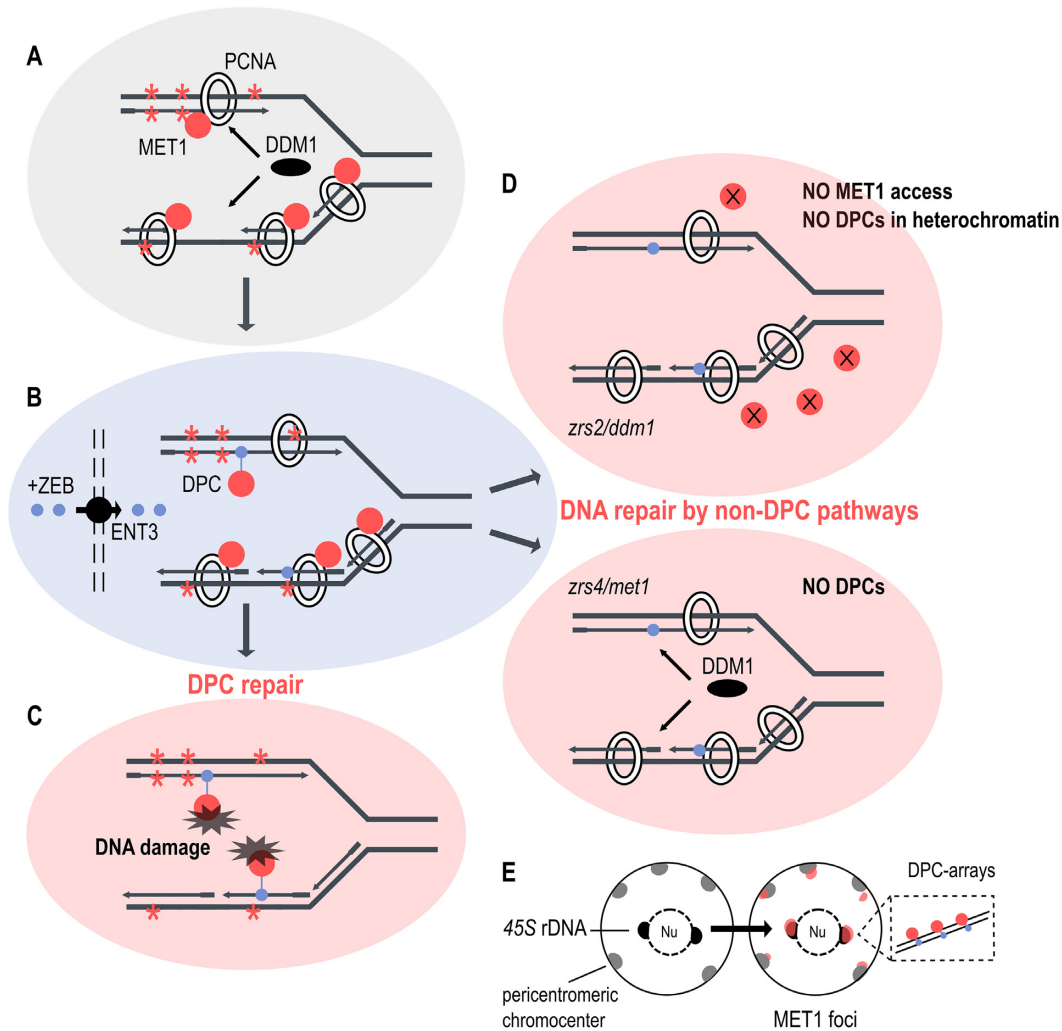 A
PCNA
MET1
DDM1
B
+ZEB
ENT3
DPC
DPC repair
C
DNA damage
D
NO MET1 access
NO DPCs in heterochromatin
zrs2/ddm1
DNA repair by non-DPC pathways
zrs4/met1
NO DPCs
DDM1
E
DPC-arrays
45S rDNA
Nu
Nu
pericentromeric
chromocenter
MET1 foci